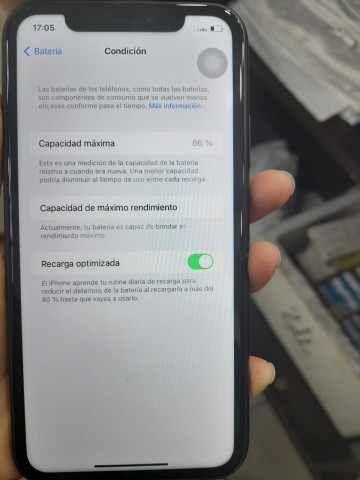 17:05
Batería
Condición
Las baterías de los teléfonos, como todas las baterías,
son componentes de consumo que se vuelven menos
eficaces conforme pasa el tiempo. Más información...
Capacidad máxima
86 %
Esta es una medición de la capacidad de la batería
relativa a cuando era nueva. Una menor capacidad
podría disminuir el tiempo de uso entre cada recarga.
Capacidad de máximo rendimiento
Actualmente, tu batería es capaz de brindar el
rendimiento máximo.
Recarga optimizada
El iPhone aprende tu rutina diaria de recarga para
reducir el deterioro de la batería al recargarla a más del
80 % hasta que vayas a usarlo.